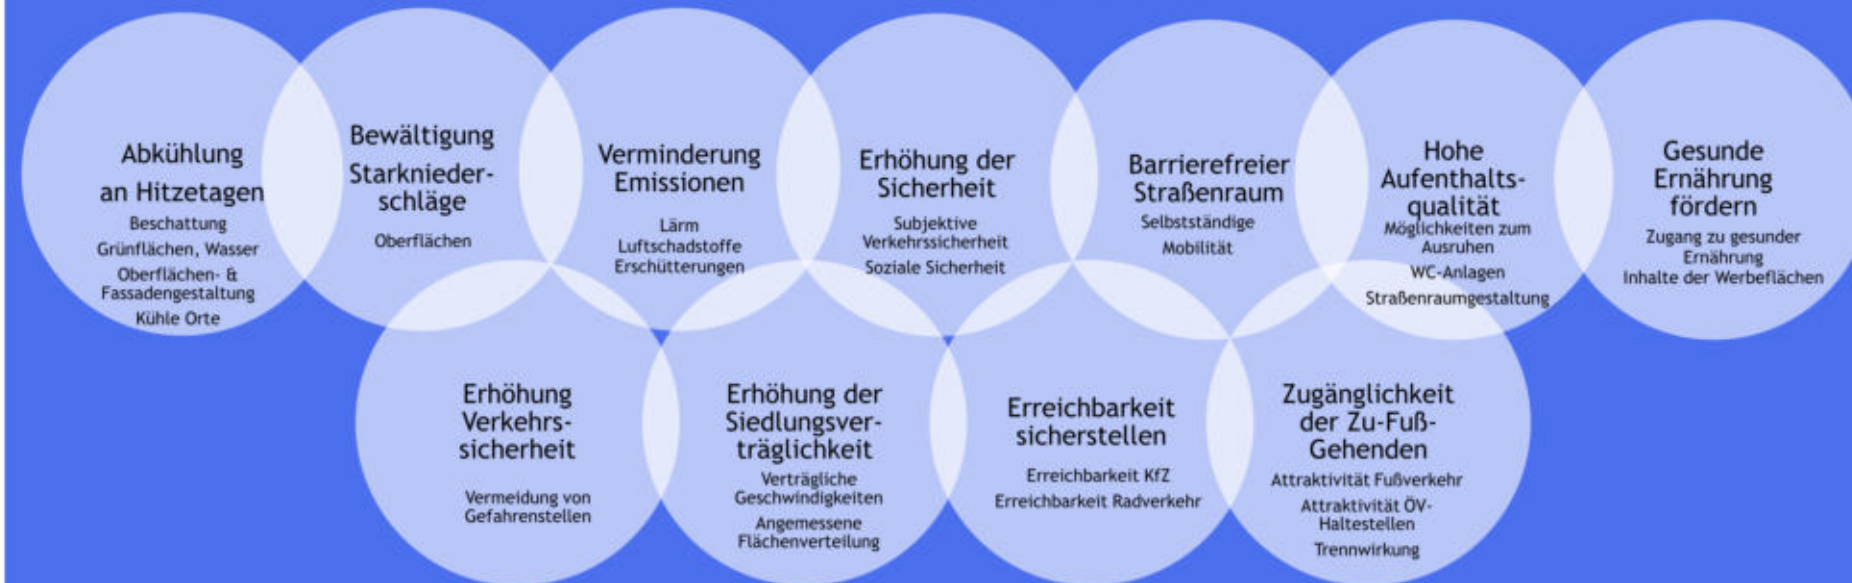 Abkühlung
an Hitzetagen
Beschattung
Grünflächen, Wasser
Oberflächen- &
Fassadengestaltung
Kühle Orte
Bewältigung
Starknieder-
schläge
Oberflächen
Verminderung
Emissionen
Lärm
Luftschadstoffe
Erschütterungen
Erhöhung der
Sicherheit
Subjektive
Verkehrssicherheit
Soziale Sicherheit
Barrierefreier
Straßenraum
Selbstständige
Mobilität
Hohe
Aufenthalts-
qualität
Möglichkeiten zum
Ausruhen
WC-Anlagen
Straßenraumgestaltung
Gesunde
Ernährung
fördern
Zugang zu gesunder
Ernährung
Inhalte der Werbeflächen
Erhöhung
Verkehrs-
sicherheit
Vermeidung von
Gefahrenstellen
Erhöhung der
Siedlungsver-
träglichkeit
Verträgliche
Geschwindigkeiten
Angemessene
Flächenverteilung
Erreichbarkeit
sicherstellen
Erreichbarkeit KfZ
Erreichbarkeit Radverkehr
Zugänglichkeit
der Zu-Fuß-
Gehenden
Attraktivität Fußverkehr
Attraktivität ÖV-
Haltestellen
Trennwirkung